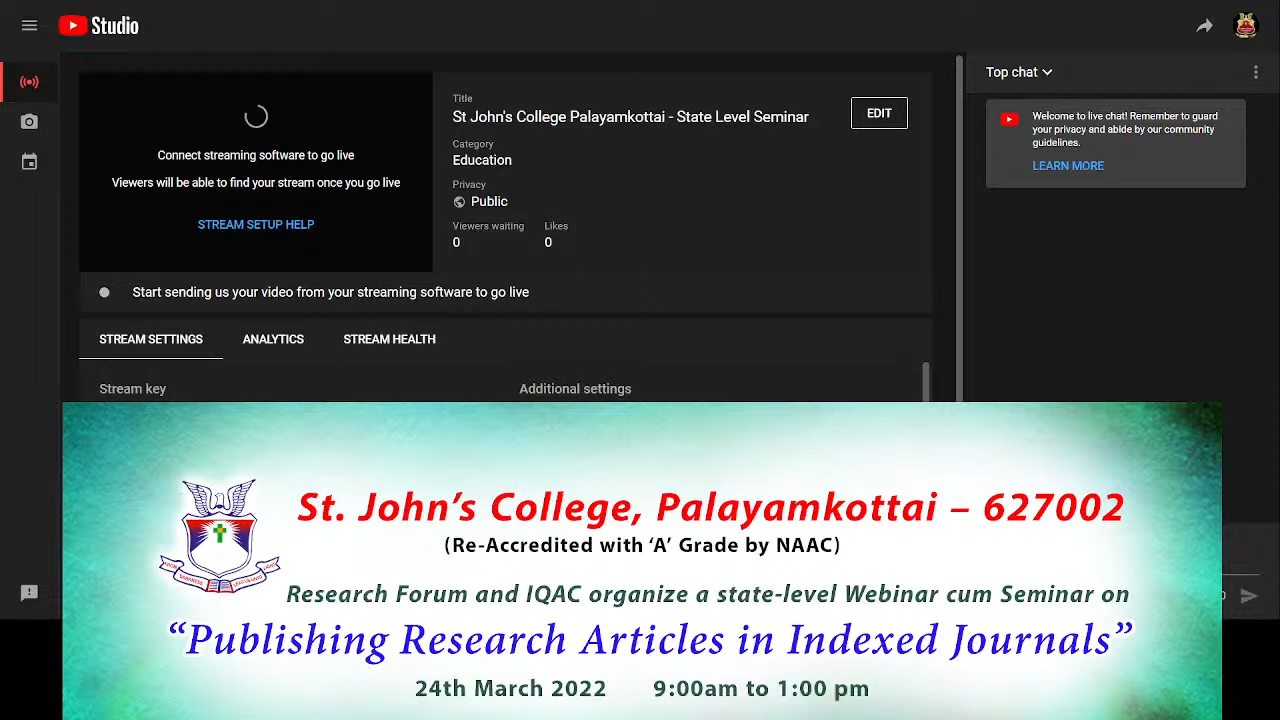 Studio
Top chat
Connect streaming software to go live
Viewers will be able to find your stream once you go live
STREAM SETUP HELP
Title
St John's College Palayamkottai - State Level Seminar
EDIT
Category
Education
Privacy
Public
Viewers waiting
Likes
0
0
Welcome to live chat! Remember to guard
your privacy and abide by our community
guidelines.
LEARN MORE
Start sending us your video from your streaming software to go live
STREAM SETTINGS
ANALYTICS
STREAM HEALTH
Stream key
Additional settings
St. John’s College, Palayamkottai – 627002
(Re-Accredited with ‘A’ Grade by NAAC)
Research Forum and IQAC organize a state-level Webinar cum Seminar on
“Publishing Research Articles in Indexed Journals”
24th March 2022 9:00am to 1:00 pm